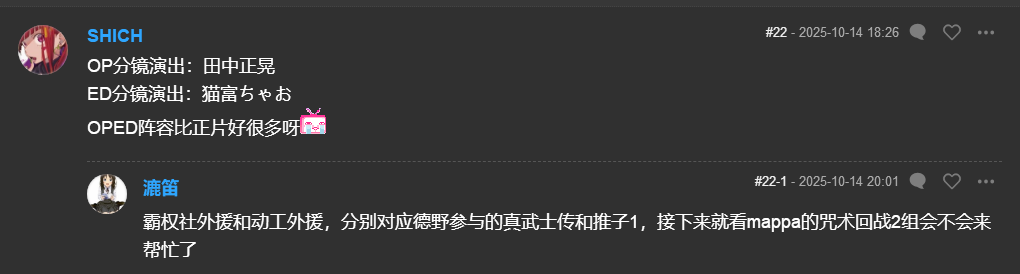 SHICH
#22 - 2025-10-14 18:26
OP分镜演出：田中正晃
ED分镜演出：猫富ちゃお
OPED阵容比正片好很多呀
漉笛
#22-1 - 2025-10-14 20:01
霸权社外援和动工外援，分别对应德野参与的真武士传和推子1，接下来就看mappa的咒术回战2组会不会来
帮忙了